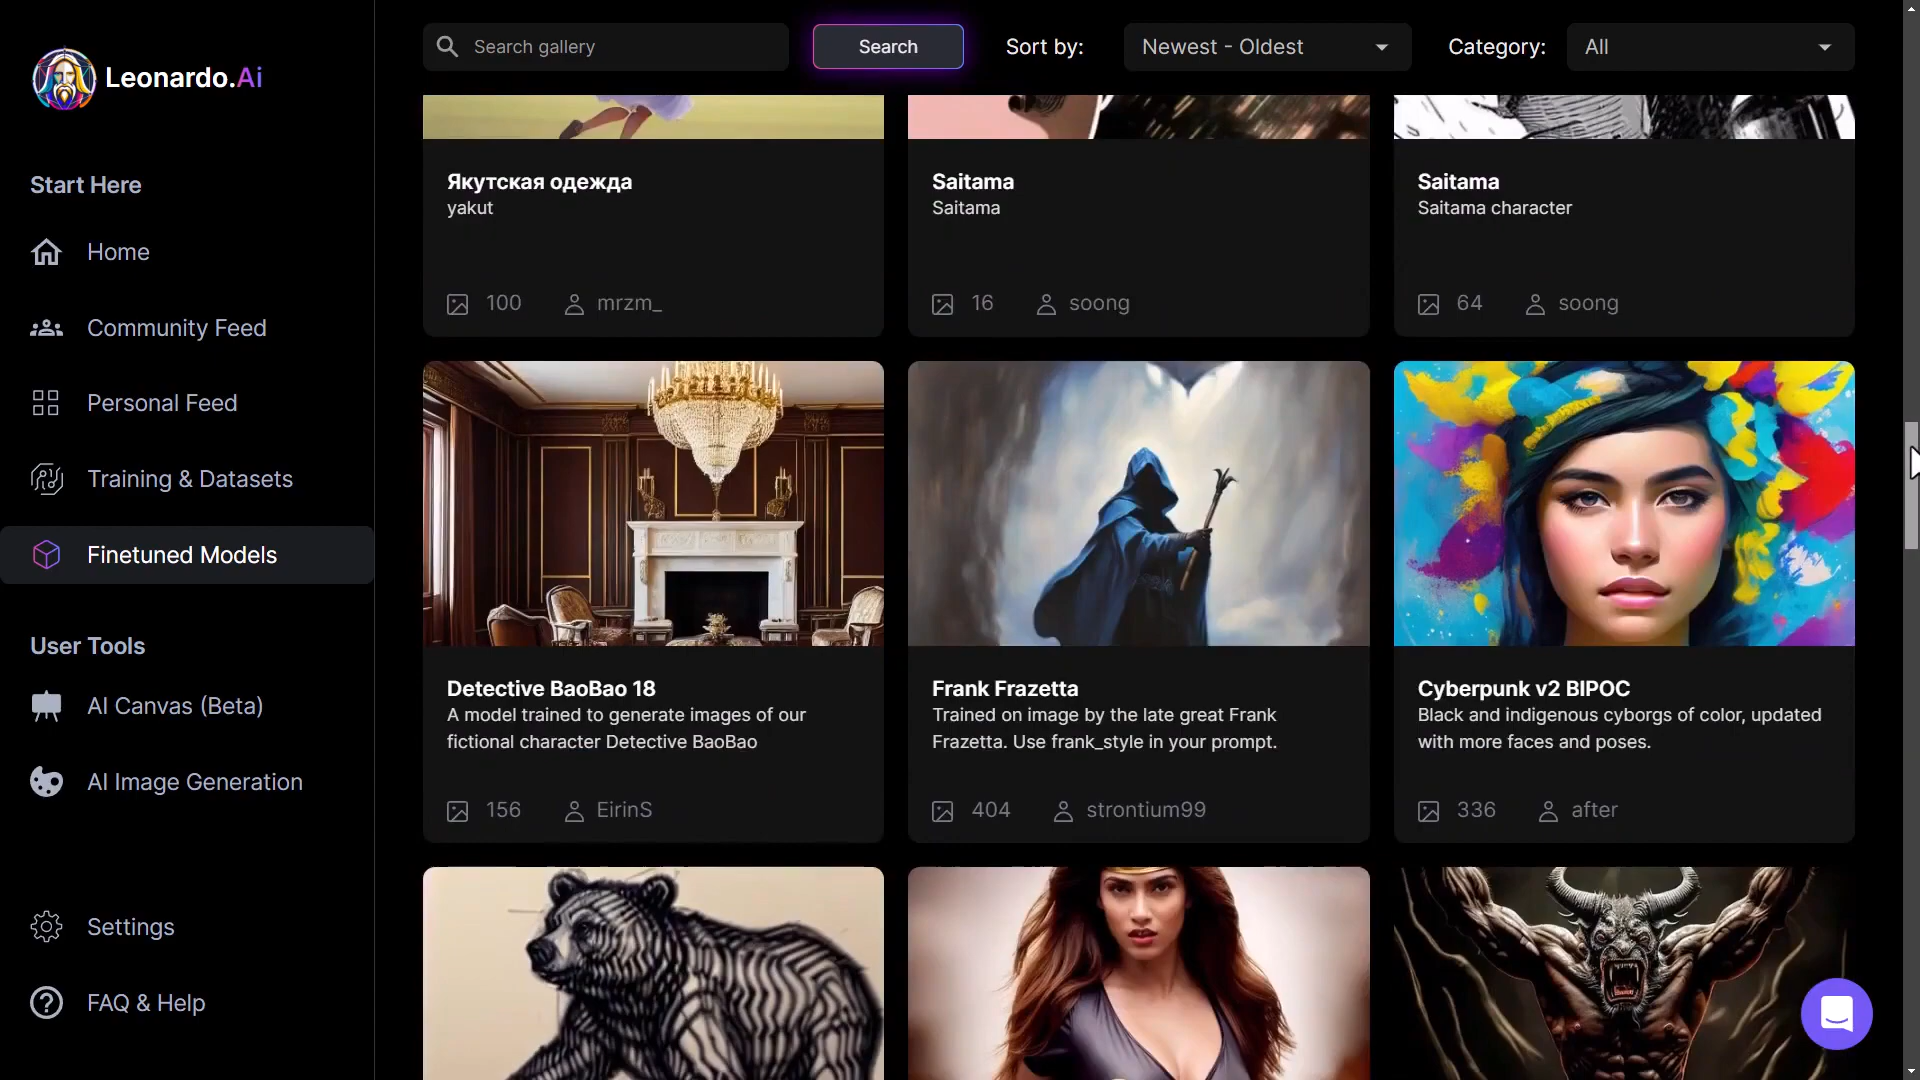 Leonardo.Ai
Start Here
Home
Community Feed
Personal Feed
Training & Datasets
Finetuned Models
User Tools
AI Canvas (Beta)
AI Image Generation
Settings
FAQ & Help
Search gallery
Search
Sort by:
Newest - Oldest
Category:
All
Якутская одежда
yakut
100
mrzm_
Saitama
Saitama
16
soong
Saitama
Saitama character
64
soong
Detective BaoBao 18
A model trained to generate images of our
fictional character Detective BaoBao
156
EirinS
Frank Frazetta
Trained on image by the late great Frank
Frazetta. Use frank_style in your prompt.
404
strontium99
Cyberpunk v2 BIPOC
Black and indigenous cyborgs of color, updated
with more faces and poses.
336
after